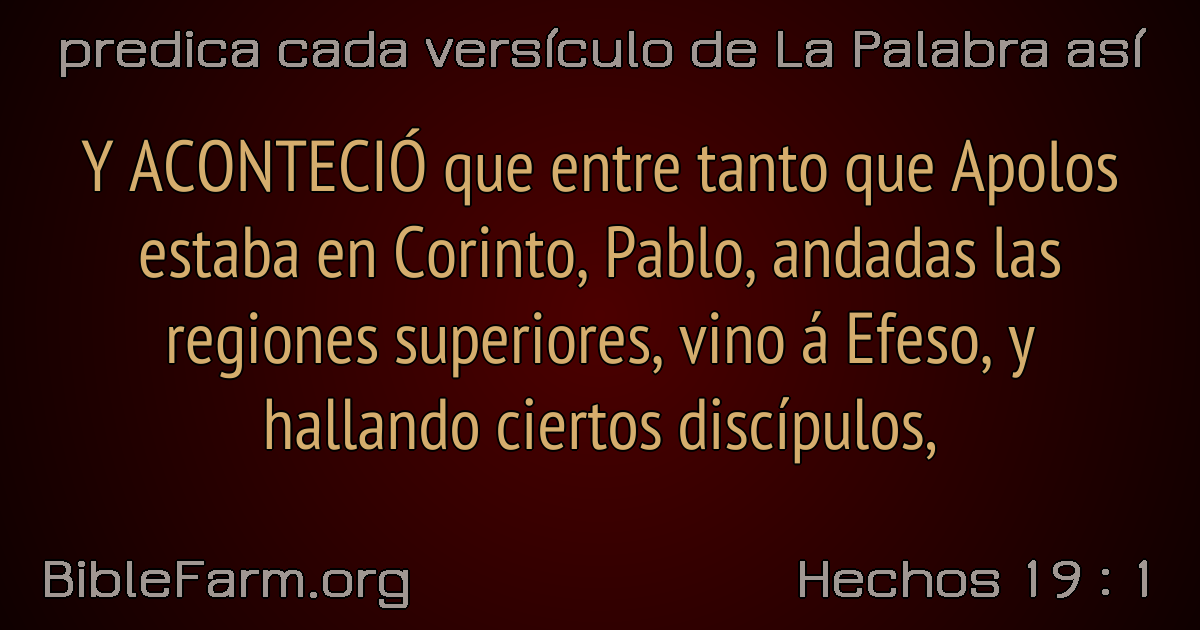 predica cada versículo de La Palabra así
Y ACONTECIÓ que entre tanto que Apolos
estaba en Corinto, Pablo, andadas las
regiones superiores, vino á Efeso, y
hallando ciertos discípulos,
BibleFarm.org
Hechos 19 : 1